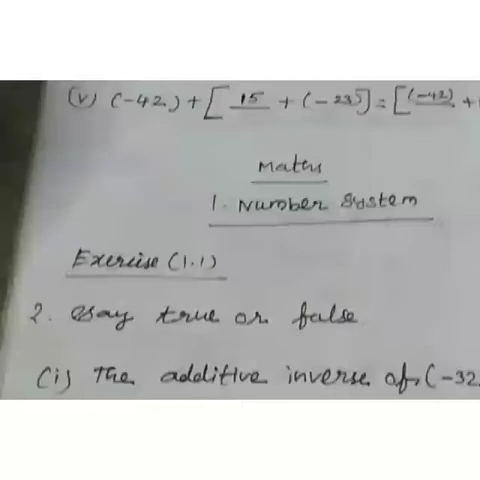 (v) (-42) + [ 15 + (-23)] = [(-42) +
Maths
1. Number System
Exercise (1.1)
2. Say true or false
(i) The additive inverse of (-32